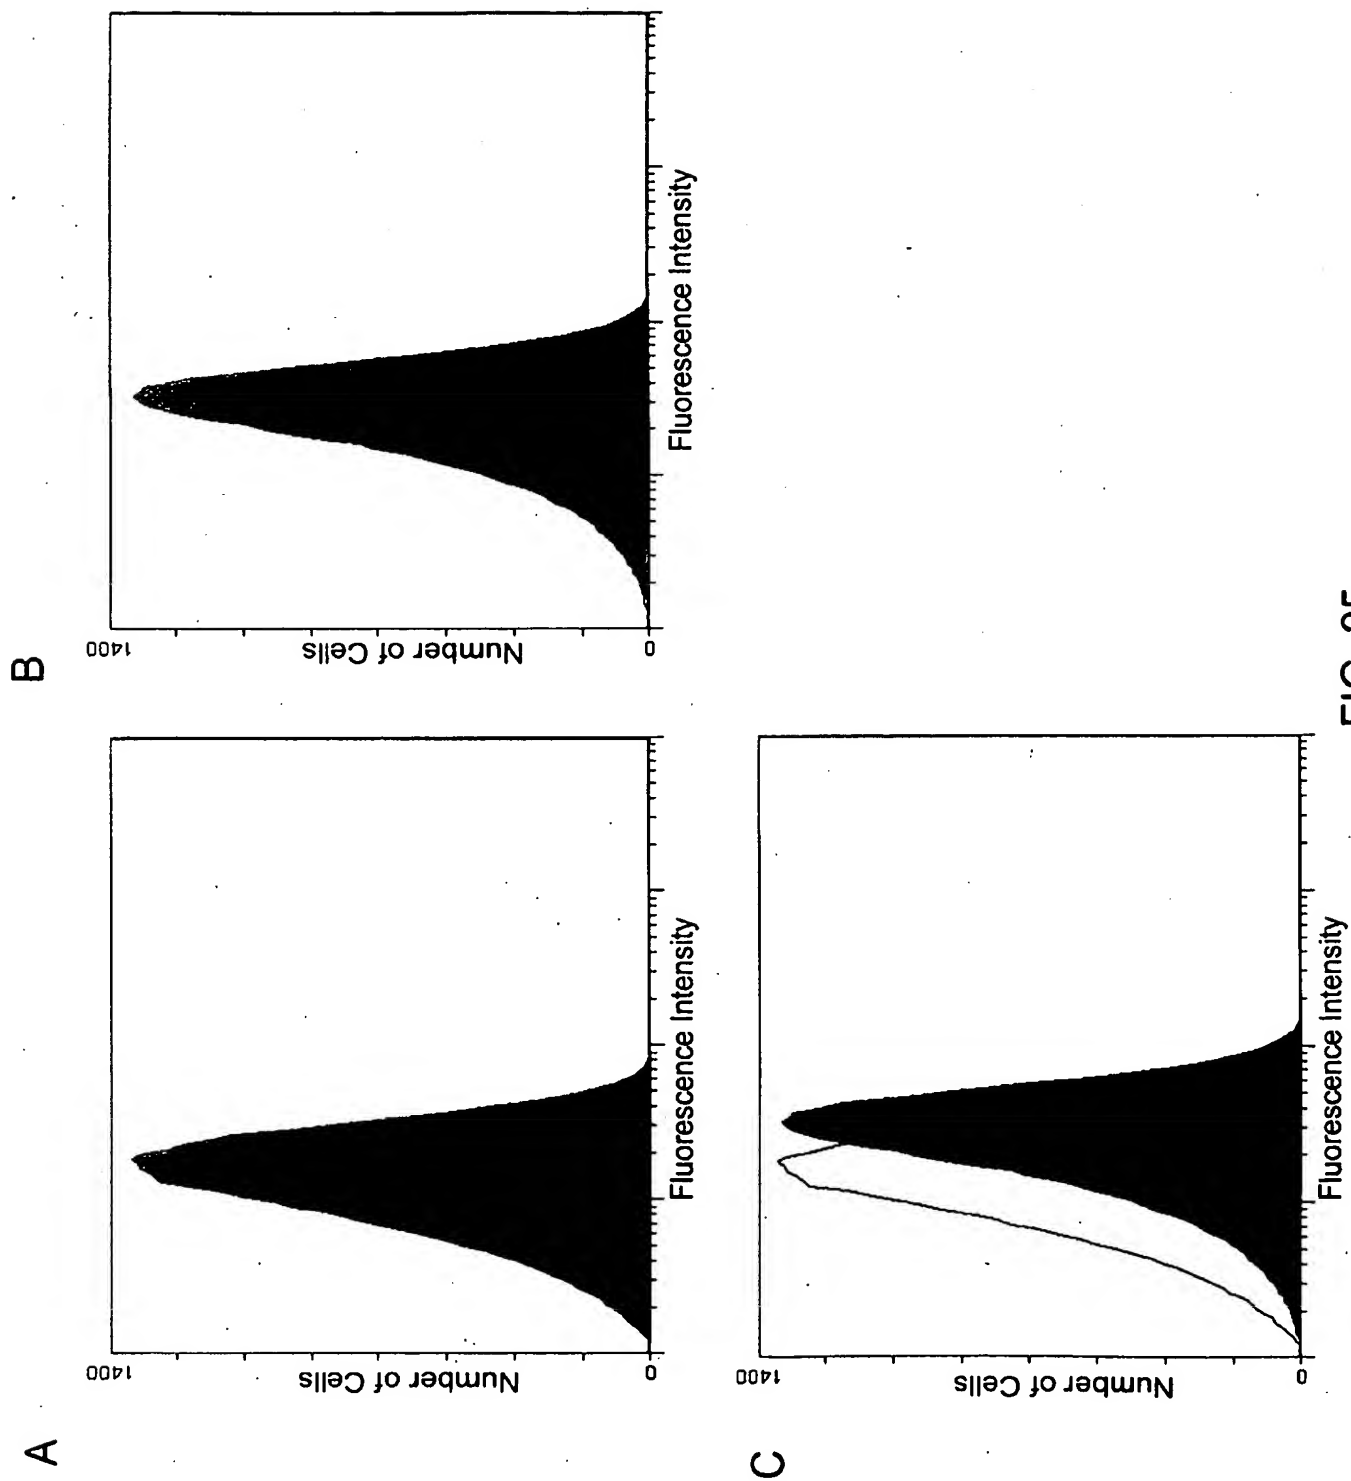 A
1400
Number of Cells
0
Fluorescence Intensity
B
1400
Number of Cells
0
Fluorescence Intensity
C
1400
Number of Cells
0
Fluorescence Intensity
FIG.